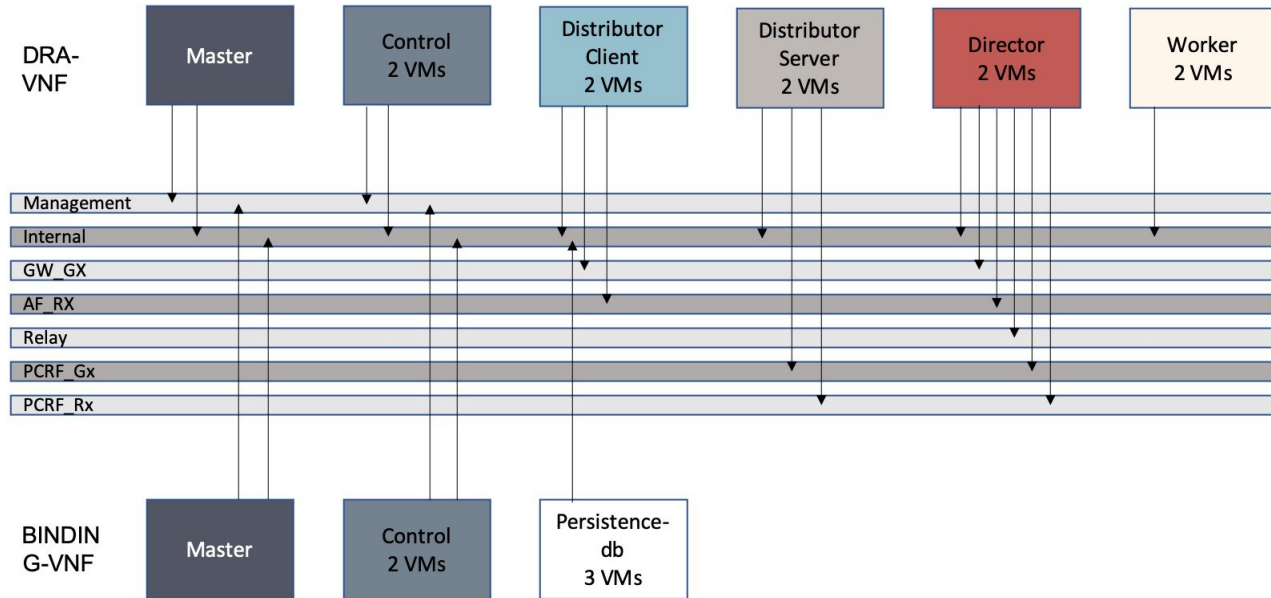 DRA-
VNF
Master
Control
2 VMs
Distributor
Client
2 VMs
Distributor
Server
2 VMs
Director
2 VMs
Worker
2 VMs
Management
Internal
GW_GX
AF_RX
Relay
PCRF_Gx
PCRF_Rx
BINDIN
G-VNF
Master
Control
2 VMs
Persistence-
db
3 VMs